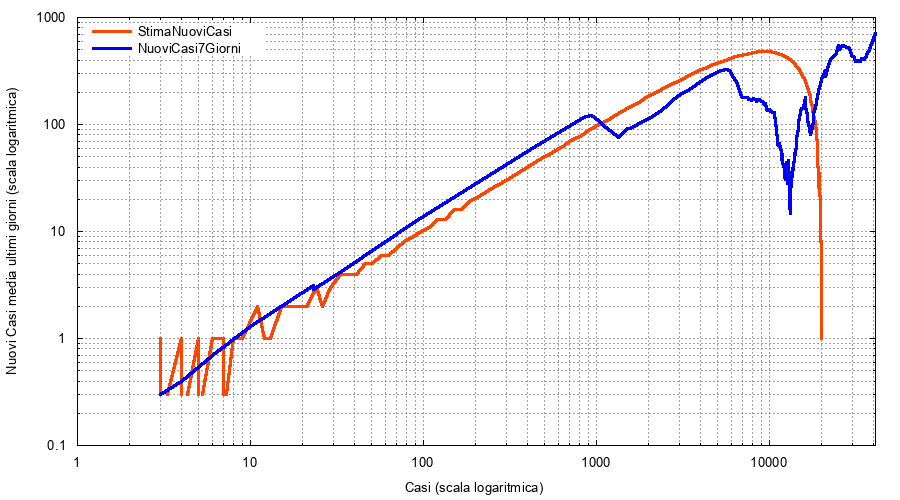 1000
StimaNuoviCasi
NuoviCasi7Giorni
100
10
1
0.1
Nuovi Casi media ultimi giorni (scala logaritmica)
1 10 100 1000 10000
Casi (scala logaritmica)